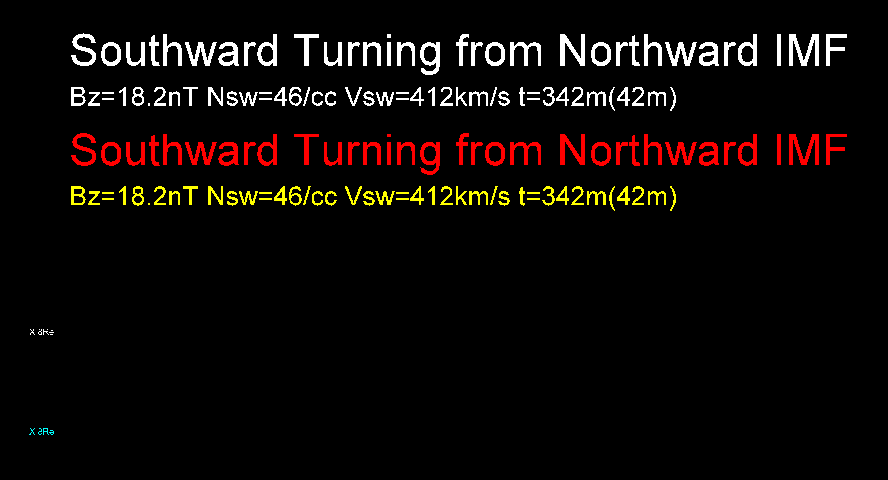 Southward Turning from Northward IMF
Bz=18.2nT Nsw=46/cc Vsw=412km/s t=342m(42m)
Southward Turning from Northward IMF
Bz=18.2nT Nsw=46/cc Vsw=412km/s t=342m(42m)
X
X